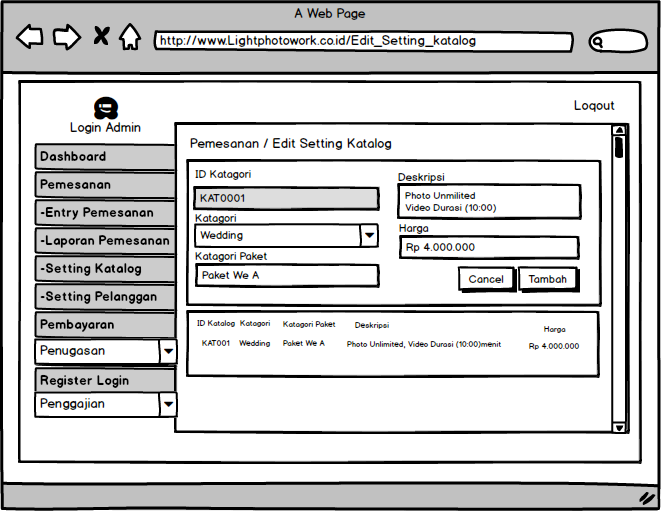 A Web Page
http://www.Lightphotowork.co.id/Edit_Setting_katalog
Loqout
Login Admin
Dashboard
Pemesanan
-Entry Pemesanan
-Laporan Pemesanan
-Setting Katalog
-Setting Pelanggan
Pembayaran
Penugasan
Register Login
Penggajian
Pemesanan / Edit Setting Katalog
ID Katagori
KAT0001
Katagori
Wedding
Katagori Paket
Paket We A
Deskripsi
Photo Unmilited
Video Durasi (10:00)
Harga
Rp 4.000.000
Cancel Tambah
ID Katalog Katagori Katagori Paket Deskripsi Harga
KAT001 Wedding Paket We A Photo Unlimited, Video Durasi (10:00)menit Rp 4.000.000